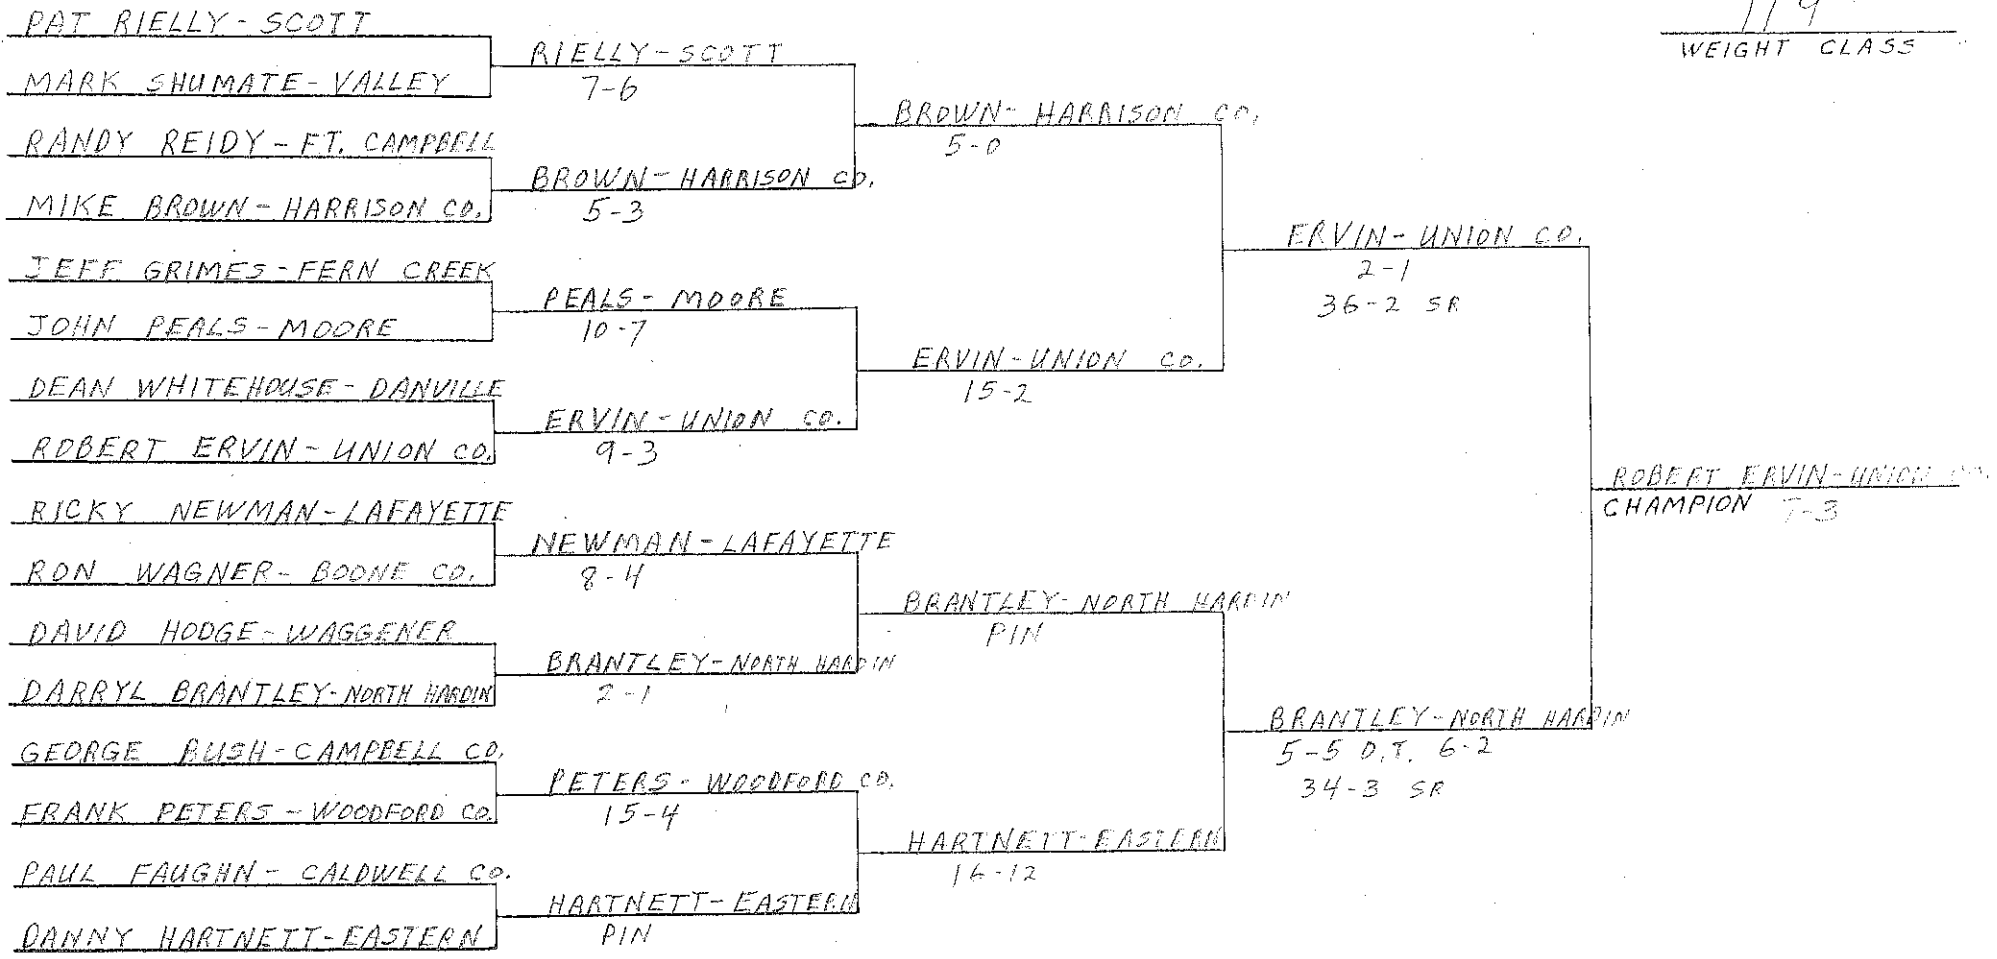 119
WEIGHT CLASS
PAT RIELLY - SCOTT
MARK SHUMATE - VALLEY
RANDY REIDY - FT. CAMPBELL
MIKE BROWN - HARRISON CO.
JEFF GRIMES - FERN CREEK
JOHN PEALS - MOORE
DEAN WHITEHOUSE - DANVILLE
ROBERT ERVIN - UNION CO.
RICKY NEWMAN - LAFAYETTE
RON WAGNER - BOONE CO.
DAVID HODGE - WAGGENER
DARRYL BRANTLEY - NORTH HARDIN
GEORGE BUSH - CAMPBELL CO.
FRANK PETERS - WOODFORD CO.
PAUL FAUGHN - CALDWELL CO.
DANNY HARTNETT - EASTERN
RIELLY - SCOTT
7-6
BROWN - HARRISON CO.
5-3
PEALS - MOORE
10-7
ERVIN - UNION CO.
9-3
NEWMAN - LAFAYETTE
8-4
BRANTLEY - NORTH HARDIN
2-1
PETERS - WOODFORD CO.
15-4
HARTNETT - EASTERN
PIN
BROWN - HARRISON CO.
5-0
ERVIN - UNION CO.
15-2
BRANTLEY - NORTH HARDIN
PIN
HARTNETT - EASTERN
16-12
ERVIN - UNION CO.
2-1
36-2 SR
BRANTLEY - NORTH HARDIN
5-5 O.T. 6-2
34-3 SR
ROBERT ERVIN - UNION CO.
CHAMPION 7-3